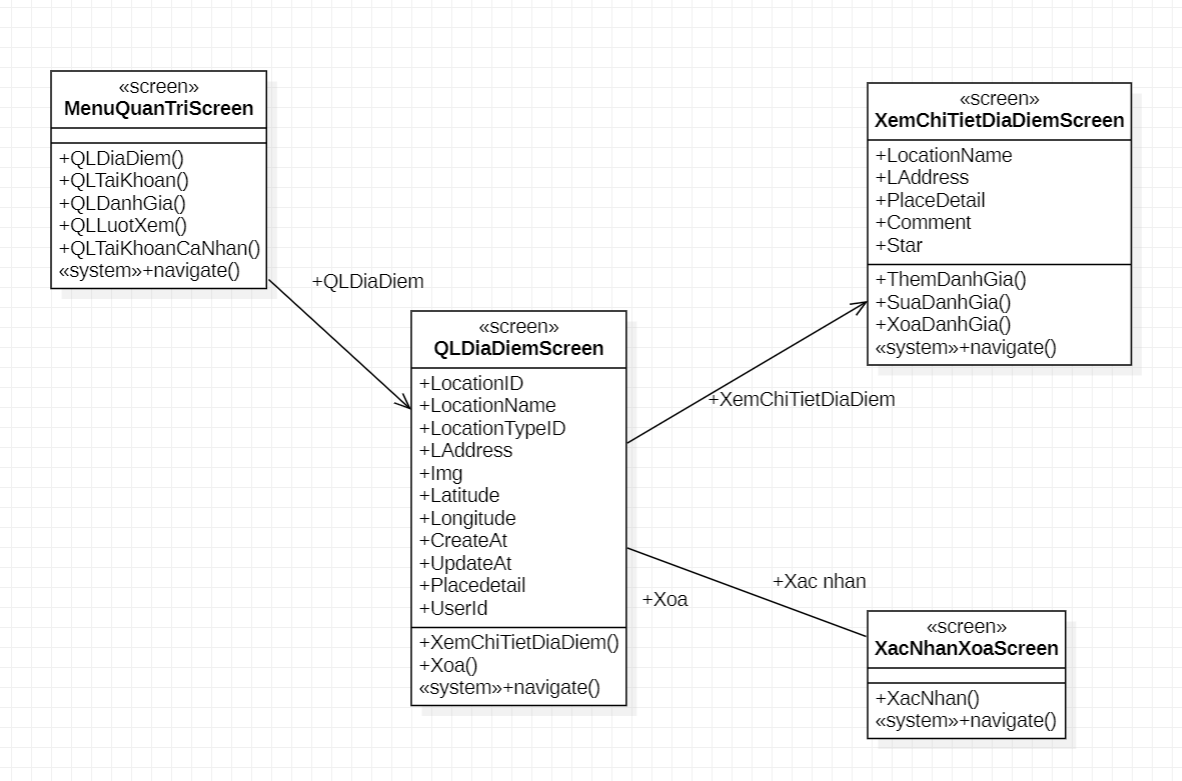 «screen»
MenuQuanTriScreen
+QLDiaDiem()
+QLTaiKhoan()
+QLDanhGia()
+QLLuotXem()
+QLTaiKhoanCaNhan()
«system»+navigate()
+QLDiaDiem
«screen»
QLDiaDiemScreen
+LocationID
+LocationName
+LocationTypeID
+LAddress
+Img
+Latitude
+Longitude
+CreateAt
+UpdateAt
+Placedetail
+UserId
+XemChiTietDiaDiem()
+Xoa()
«system»+navigate()
«screen»
XemChiTietDiaDiemScreen
+LocationName
+LAddress
+PlaceDetail
+Comment
+Star
+ThemDanhGia()
+SuaDanhGia()
+XoaDanhGia()
«system»+navigate()
+XemChiTietDiaDiem
+Xac nhan
+Xoa
«screen»
XacNhanXoaScreen
+XacNhan()
«system»+navigate()